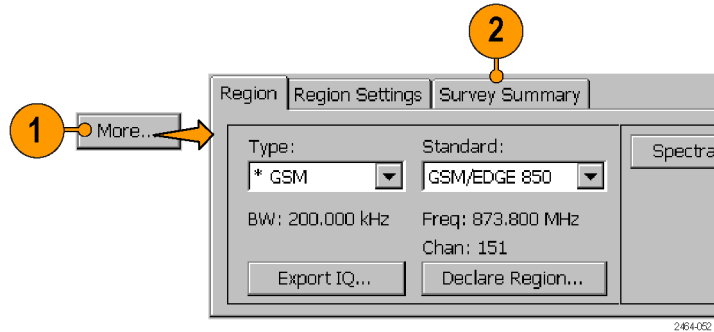 2
Region Region Settings Survey Summary
1 More...
Type: Standard:
* GSM GSM/EDGE 850 Spectra
BW: 200.000 kHz Freq: 873.800 MHz
Chan: 151
Export IQ... Declare Region...
2464-052